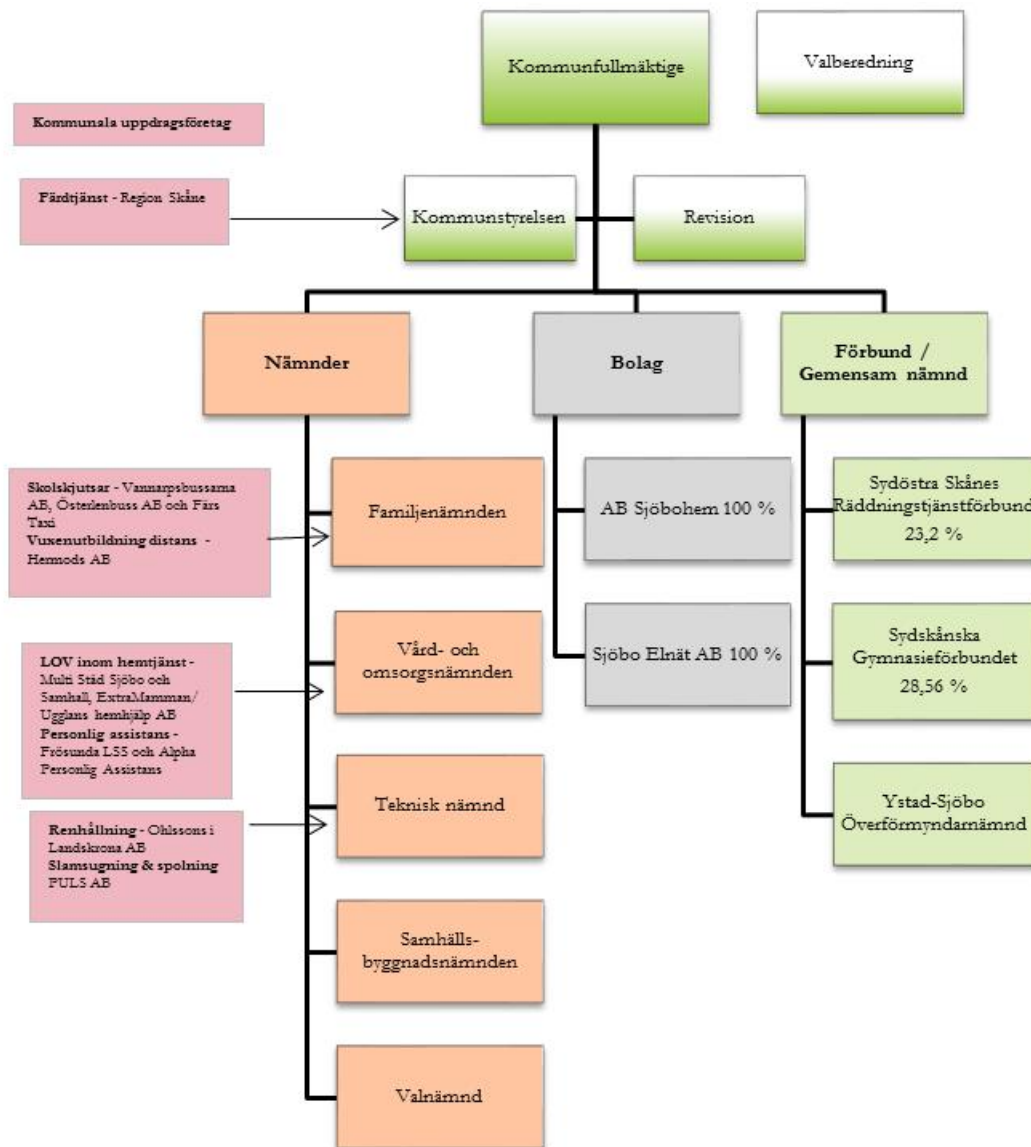 Kommunfullmäktige
Valberedning
Kommunala uppdragsföretag
Färdtjänst - Region Skåne
Kommunstyrelsen
Revision
Nämnder
Bolag
Förbund /
Gemensam nämnd
Skolskjutsar - Vannarpsbussarna
AB, Österlenbuss AB och Färs
Taxi
Vuxenutbildning distans -
Hermods AB
Familjenämnden
AB Sjöbohem 100 %
Sydöstra Skånes
Räddningstjänstförbund
23,2 %
LOV inom hemtjänst -
Multi Städ Sjöbo och
Samhall, ExtraMamman/
Ugglans hemhjälp AB
Personlig assistans -
Frösunda LSS och Alpha
Personlig Assistans
Vård- och
omsorgsnämnden
Sjöbo Elnät AB 100 %
Sydskånska
Gymnasieförbundet
28,56 %
Renhållning - Ohlssons i
Landskrona AB
Slamsugning & spolning
PULS AB
Teknisk nämnd
Ystad-Sjöbo
Överförmyndarnämnd
Samhälls-
byggnadsnämnden
Valnämnd